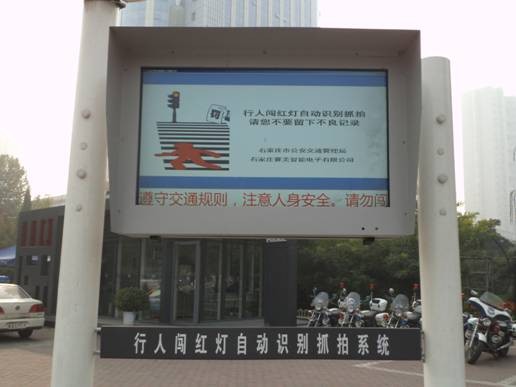 行人闯红灯自动识别抓拍
请您不要留下不良记录
石家庄市公安交通管理局
石家庄赛芙智能电子有限公司
遵守交通规则，注意人身安全。请勿闯
行人闯红灯自动识别抓拍系统